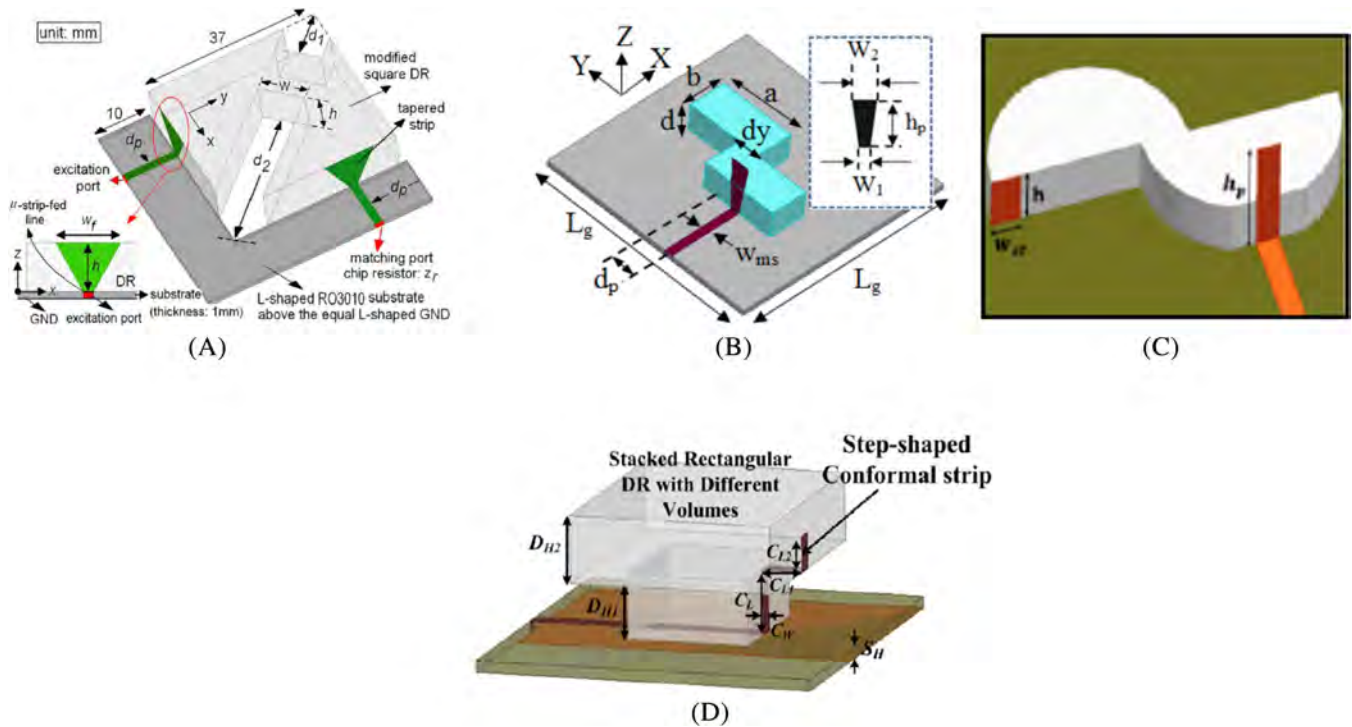 unit: mm
37
d1
modified
square DR
w
h
tapered
strip
10
y
x
dp
d2
excitation
port
dp
μ-strip-fed
line
wf
h
z
DR
x
substrate
(thickness: 1mm)
GND
excitation port
matching port
chip resistor: zr
L-shaped RO3010 substrate
above the equal L-shaped GND
(A)
Z
Y
X
b
a
d
dy
W2
hp
W1
Lg
Wms
dp
Lg
(B)
h
hp
(C)
Stacked Rectangular
DR with Different
Volumes
Step-shaped
Conformal strip
DH2
CL2
CL1
DH1
CL
CW
SH
(D)